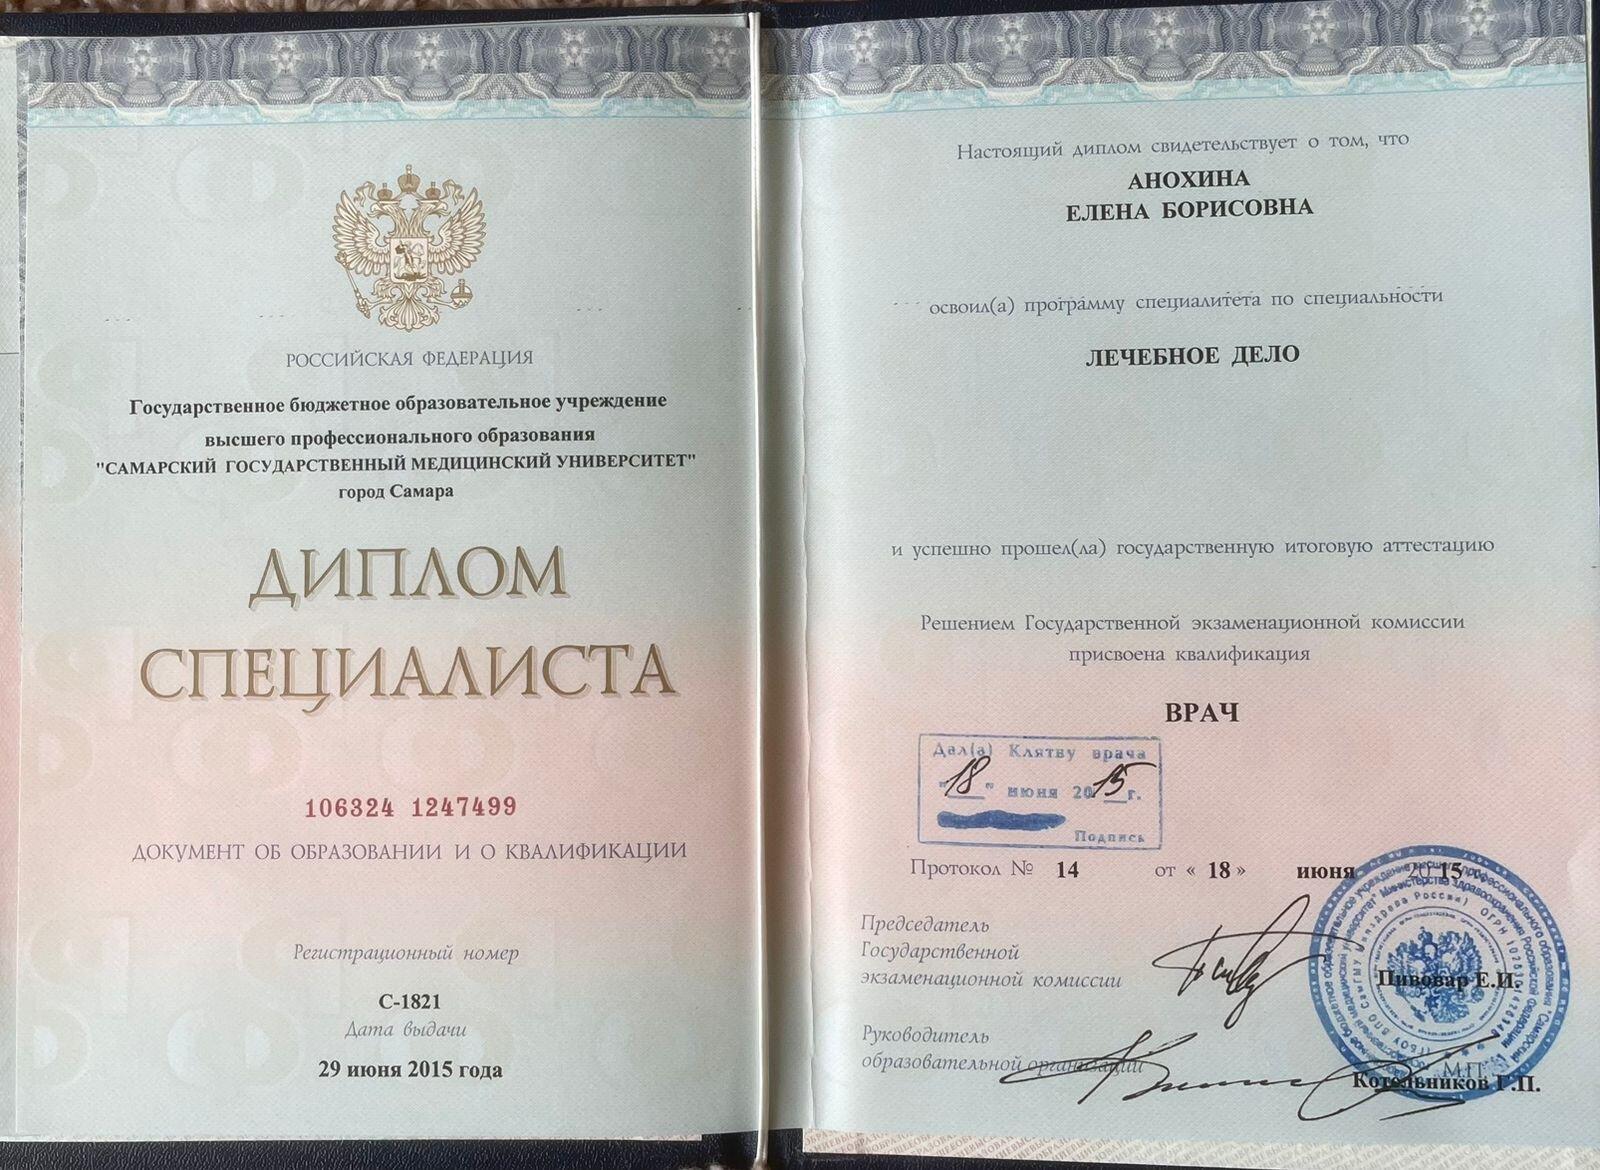 РОССИЙСКАЯ ФЕДЕРАЦИЯ
Государственное бюджетное образовательное учреждение
высшего профессионального образования
"САМАРСКИЙ ГОСУДАРСТВЕННЫЙ МЕДИЦИНСКИЙ УНИВЕРСИТЕТ"
город Самара
ДИПЛОМ
СПЕЦИАЛИСТА
106324 1247499
ДОКУМЕНТ ОБ ОБРАЗОВАНИИ И О КВАЛИФИКАЦИИ
Регистрационный номер
С-1821
Дата выдачи
29 июня 2015 года
Настоящий диплом свидетельствует о том, что
АНОХИНА
ЕЛЕНА БОРИСОВНА
освоил(а) программу специалитета по специальности
ЛЕЧЕБНОЕ ДЕЛО
и успешно прошел(ла) государственную итоговую аттестацию
Решением Государственной экзаменационной комиссии
присвоена квалификация
ВРАЧ
Дал(а) Клятву врача
"18" июня 2015 г.
Подпись
Протокол № 14 от « 18 » июня 2015
Председатель
Государственной
экзаменационной комиссии
Пивовар Е.И.
Руководитель
образовательной организации
М.П.
Котельников Г.П.